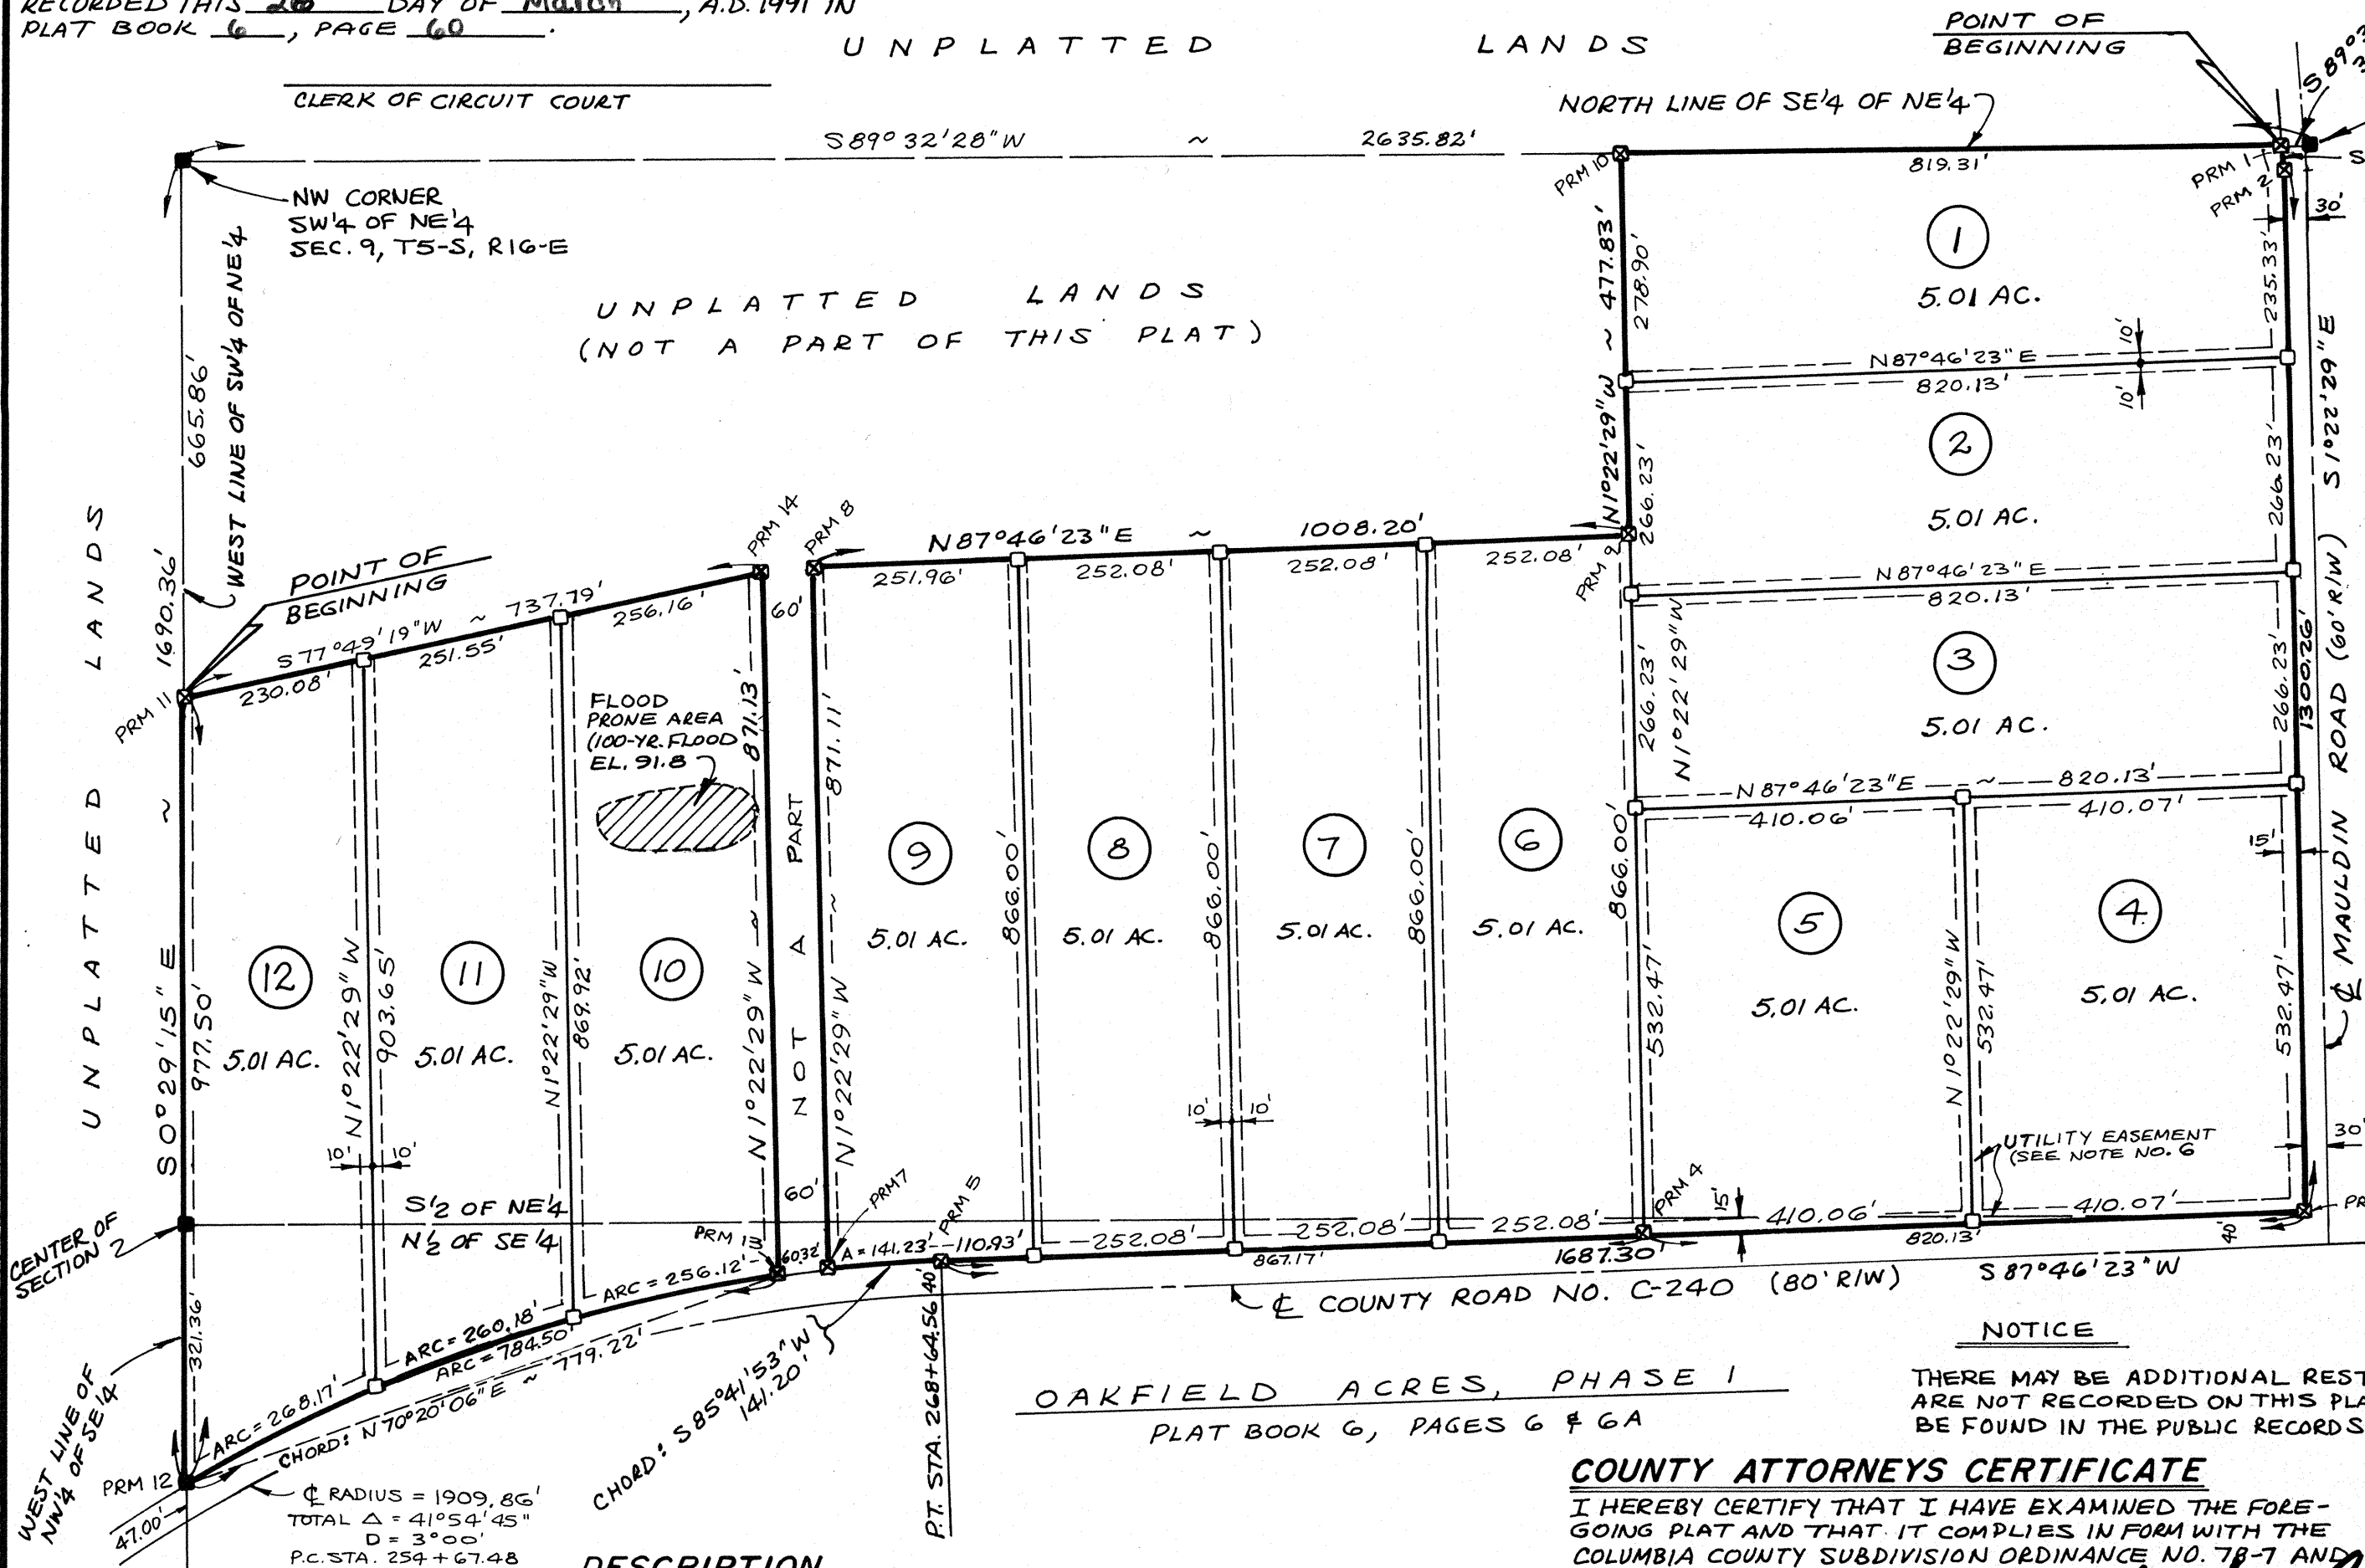 RECORDED THIS 26 DAY OF March, A.D. 1991 IN
PLAT BOOK 6, PAGE 60.
CLERK OF CIRCUIT COURT
UNPLATTED LANDS
POINT OF
BEGINNING
NORTH LINE OF SE¼ OF NE¼
S89°32'28"W ~ 2635.82'
PRM 10
819.31'
PRM 1
PRM 2
30'
NW CORNER
SW¼ OF NE¼
SEC. 9, T5-S, R16-E
WEST LINE OF SW¼ OF NE¼
665.86'
1690.36'
UNPLATTED LANDS
(NOT A PART OF THIS PLAT)
N1°22'29"W ~ 477.83'
278.90'
1
5.01 AC.
235.33'
10'
10'
N87°46'23"E
820.13'
S1°22'29"E
2
5.01 AC.
266.23'
266.23'
N87°46'23"E
820.13'
3
5.01 AC.
266.23'
N1°22'29"W
266.23'
1300.26'
N87°46'23"E ~ 820.13'
410.06'
410.07'
15'
℄ MAULDIN ROAD (60' R/W)
UNPLATTED LANDS
POINT OF
BEGINNING
PRM 11
S77°49'19"W ~ 737.79'
230.08'
251.55'
256.16'
PRM 14
PRM 8
60'
N87°46'23"E ~ 1008.20'
251.96'
252.08'
252.08'
252.08'
PRM 9
FLOOD
PRONE AREA
(100-YR. FLOOD
EL. 91.8
871.13'
871.11'
NOT A PART
N1°22'29"W ~
N1°22'29"W ~
S0°29'15"E ~
977.50'
12
5.01 AC.
N1°22'29"W
903.65'
11
5.01 AC.
N1°22'29"W
869.92'
10
5.01 AC.
9
5.01 AC.
866.00'
8
5.01 AC.
866.00'
7
5.01 AC.
866.00'
6
5.01 AC.
866.00'
5
5.01 AC.
532.47'
N1°22'29"W
532.47'
4
5.01 AC.
532.47'
10' 10'
10' 10'
UTILITY EASEMENT
(SEE NOTE NO. 6
30'
S½ OF NE¼
N½ OF SE¼
CENTER OF
SECTION 2
60'
PRM 13
60.32'
PRM 7
PRM 5
A=141.23'
110.93'
252.08'
252.08'
252.08'
PRM 4
15'
410.06'
410.07'
40'
867.17'
1687.30'
820.13'
S87°46'23"W
℄ COUNTY ROAD NO. C-240 (80' R/W)
321.36'
ARC=268.17'
ARC=260.18'
ARC=256.12'
ARC=784.50'
CHORD: N70°20'06"E ~ 779.22'
CHORD: S85°41'53"W
141.20'
P.T. STA. 268+64.56
40'
WEST LINE OF
NW¼ OF SE¼
PRM 12
47.00'
℄ RADIUS = 1909.86'
TOTAL Δ = 41°54'45"
D = 3°00'
P.C. STA. 254+67.48
DESCRIPTION
OAKFIELD ACRES, PHASE 1
PLAT BOOK 6, PAGES 6 & 6A
NOTICE
THERE MAY BE ADDITIONAL REST
ARE NOT RECORDED ON THIS PLA
BE FOUND IN THE PUBLIC RECORDS
COUNTY ATTORNEYS CERTIFICATE
I HEREBY CERTIFY THAT I HAVE EXAMINED THE FORE-
GOING PLAT AND THAT IT COMPLIES IN FORM WITH THE
COLUMBIA COUNTY SUBDIVISION ORDINANCE NO. 78-7 AND